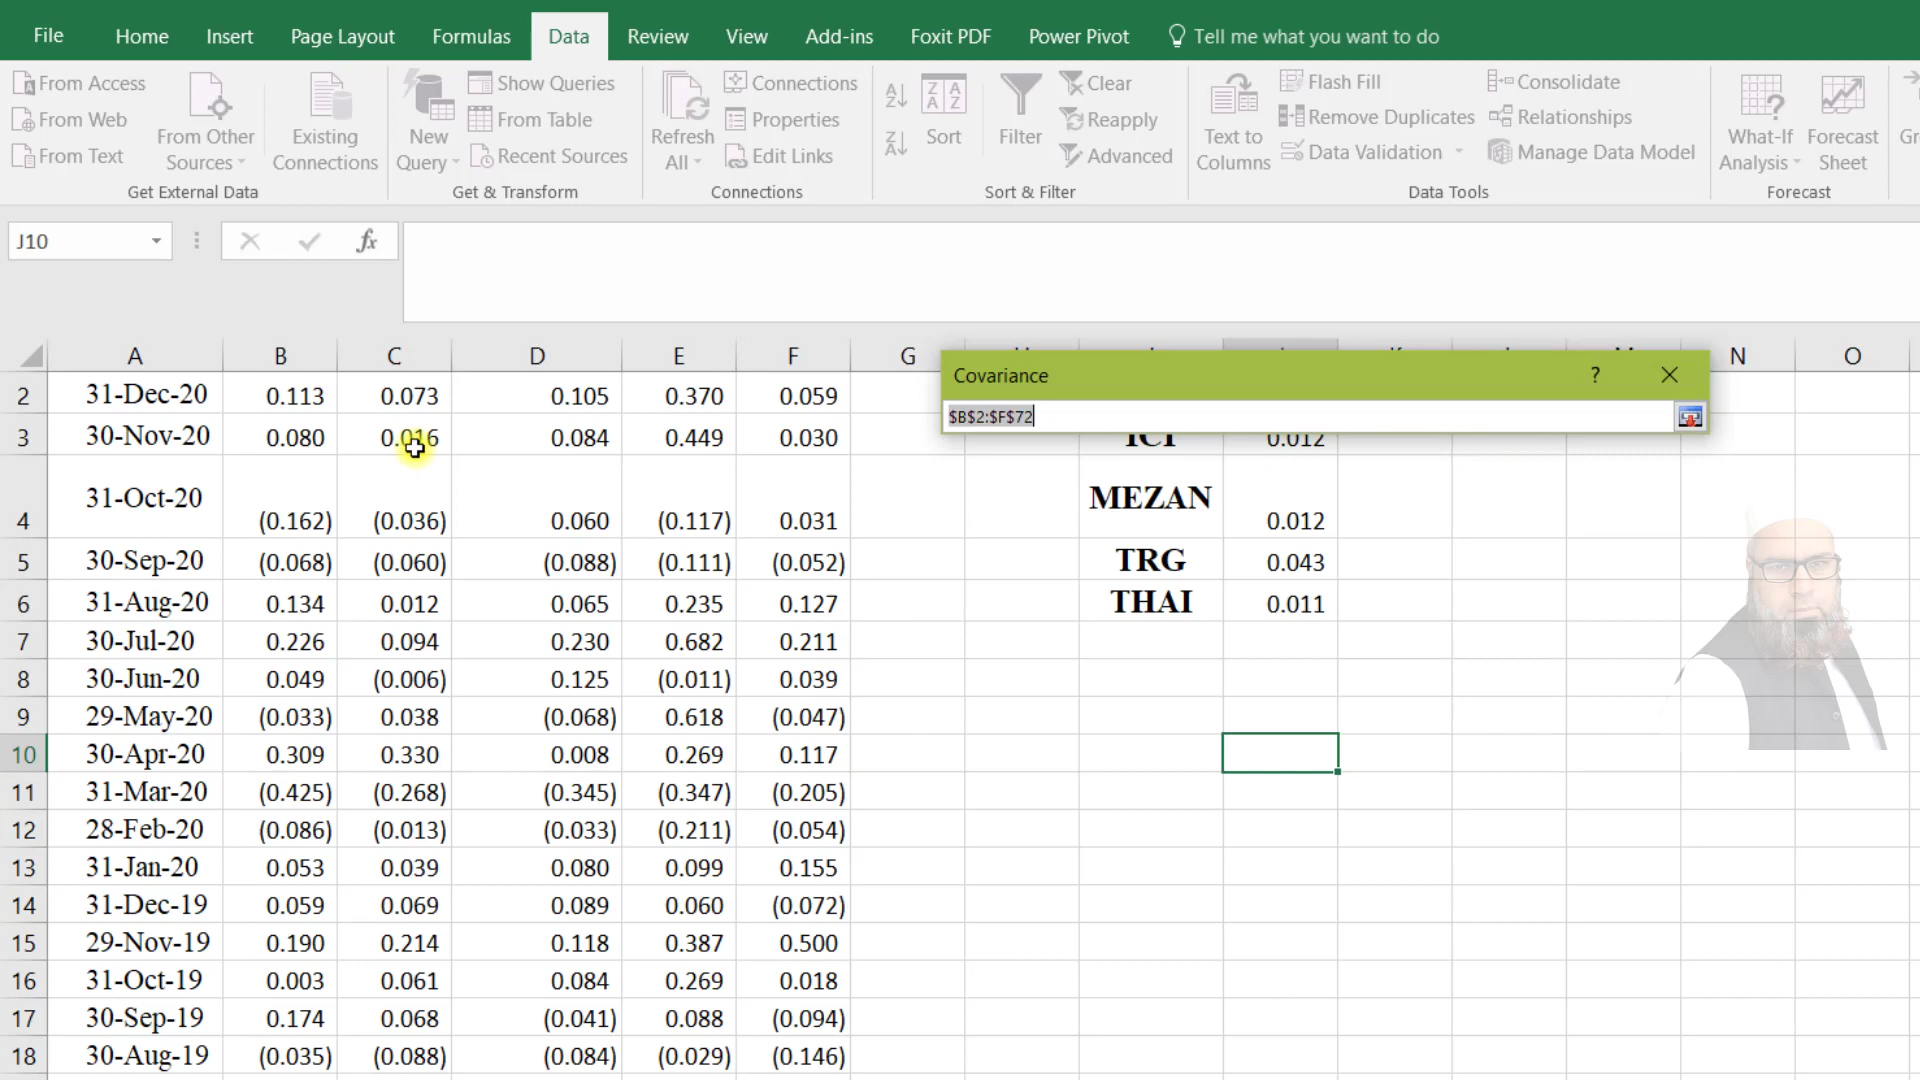 File Home Insert Page Layout Formulas Data Review View Add-ins Foxit PDF Power Pivot Tell me what you want to do
From Access
From Web
From Text
From Other Sources
Existing Connections
Get External Data
New Query
Show Queries
From Table
Recent Sources
Get & Transform
Refresh All
Connections
Properties
Edit Links
Connections
Sort
Filter
Clear
Reapply
Advanced
Sort & Filter
Text to Columns
Flash Fill
Remove Duplicates
Data Validation
Consolidate
Relationships
Manage Data Model
Data Tools
What-If Analysis
Forecast Sheet
Forecast
J10 fx
A B C D E F G N O
Covariance ?
$B$2:$F$72
2 31-Dec-20 0.113 0.073 0.105 0.370 0.059
3 30-Nov-20 0.080 0.016 0.084 0.449 0.030 ICI 0.012
4 31-Oct-20 (0.162) (0.036) 0.060 (0.117) 0.031 MEZAN 0.012
5 30-Sep-20 (0.068) (0.060) (0.088) (0.111) (0.052) TRG 0.043
6 31-Aug-20 0.134 0.012 0.065 0.235 0.127 THAI 0.011
7 30-Jul-20 0.226 0.094 0.230 0.682 0.211
8 30-Jun-20 0.049 (0.006) 0.125 (0.011) 0.039
9 29-May-20 (0.033) 0.038 (0.068) 0.618 (0.047)
10 30-Apr-20 0.309 0.330 0.008 0.269 0.117
11 31-Mar-20 (0.425) (0.268) (0.345) (0.347) (0.205)
12 28-Feb-20 (0.086) (0.013) (0.033) (0.211) (0.054)
13 31-Jan-20 0.053 0.039 0.080 0.099 0.155
14 31-Dec-19 0.059 0.069 0.089 0.060 (0.072)
15 29-Nov-19 0.190 0.214 0.118 0.387 0.500
16 31-Oct-19 0.003 0.061 0.084 0.269 0.018
17 30-Sep-19 0.174 0.068 (0.041) 0.088 (0.094)
18 30-Aug-19 (0.035) (0.088) (0.084) (0.029) (0.146)